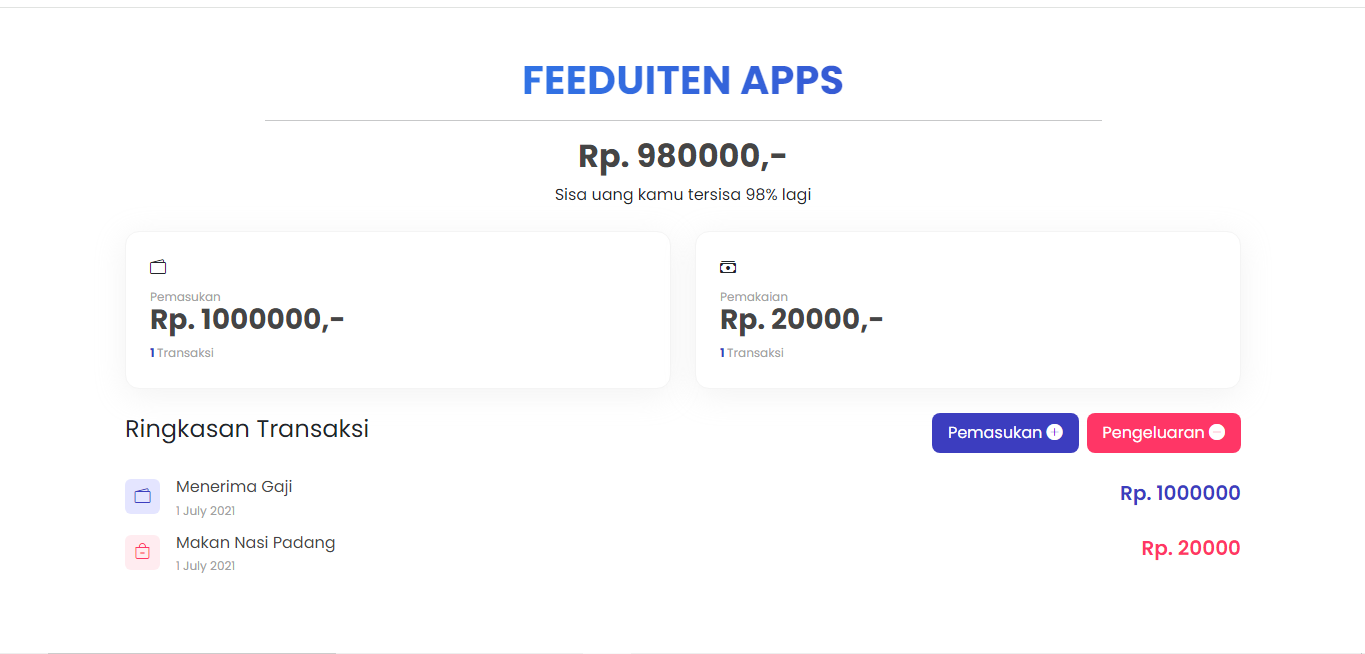 FEEDUITEN APPS
Rp. 980000,-
Sisa uang kamu tersisa 98% lagi
Pemasukan
Rp. 1000000,-
1 Transaksi
Pemakaian
Rp. 20000,-
1 Transaksi
Ringkasan Transaksi
Pemasukan
Pengeluaran
Menerima Gaji
1 July 2021
Rp. 1000000
Makan Nasi Padang
1 July 2021
Rp. 20000